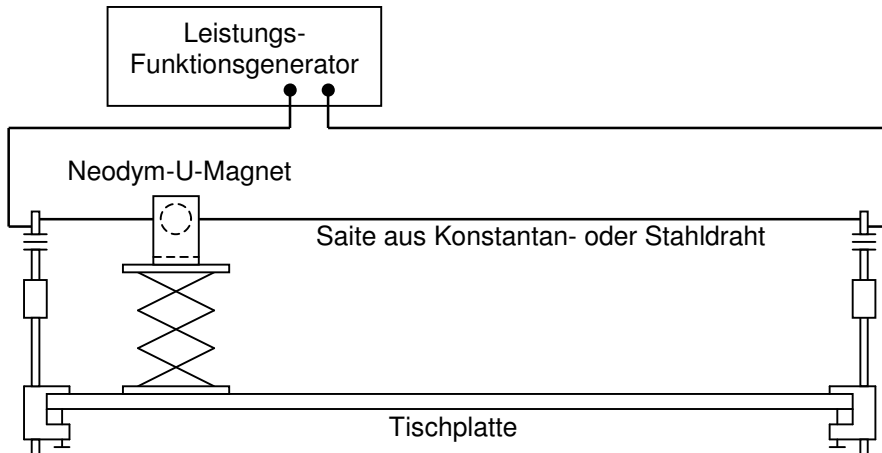 Leistungs-
Funktionsgenerator
Neodym-U-Magnet
Saite aus Konstantan- oder Stahldraht
Tischplatte